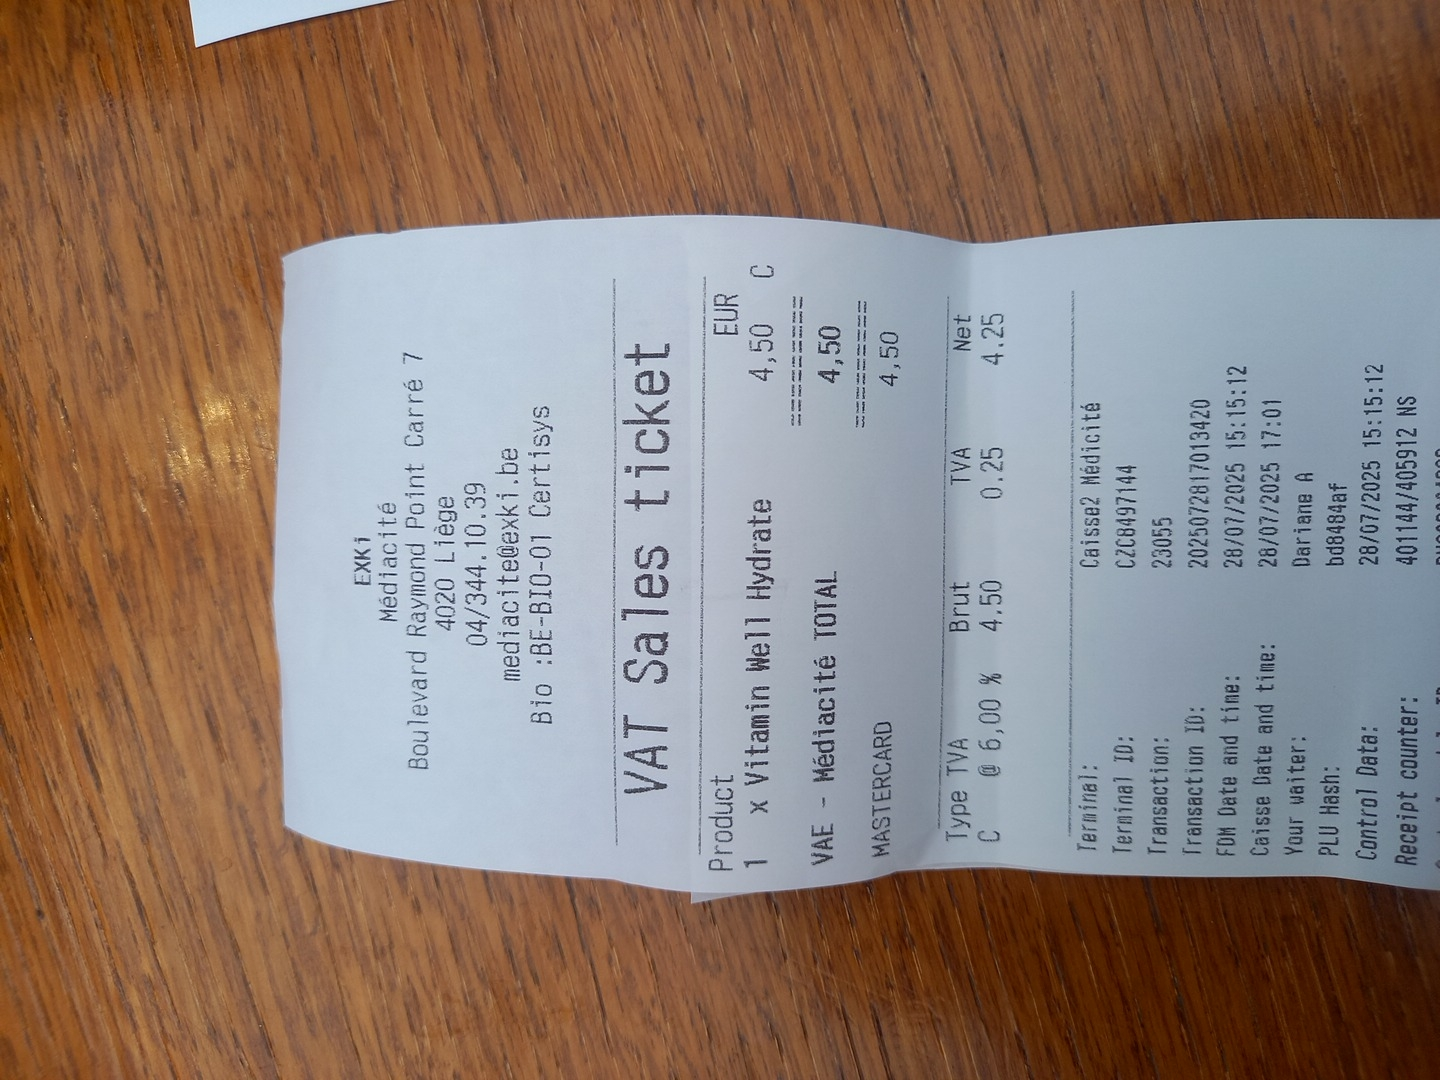 EXKi
Médiacité
Boulevard Raymond Point Carré 7
4020 Liège
04/344.10.39
mediacite@exki.be
Bio :BE-BIO-01 Certisys
VAT Sales ticket
Product EUR
1 x Vitamin Well Hydrate 4,50 C
==========
VAE - Médiacité TOTAL 4,50
==========
MASTERCARD 4,50
Type TVA Brut TVA Net
C @ 6,00 % 4.50 0.25 4.25
Terminal: Caisse2 Médicité
Terminal ID: CZC8497144
Transaction: 23055
Transaction ID: 2025072817013420
FDM Date and time: 28/07/2025 15:15:12
Caisse Date and time: 28/07/2025 17:01
Your waiter: Dariane A
PLU Hash: bd8484af
Control Data: 28/07/2025 15:15:12
Receipt counter: 401144/405912 NS